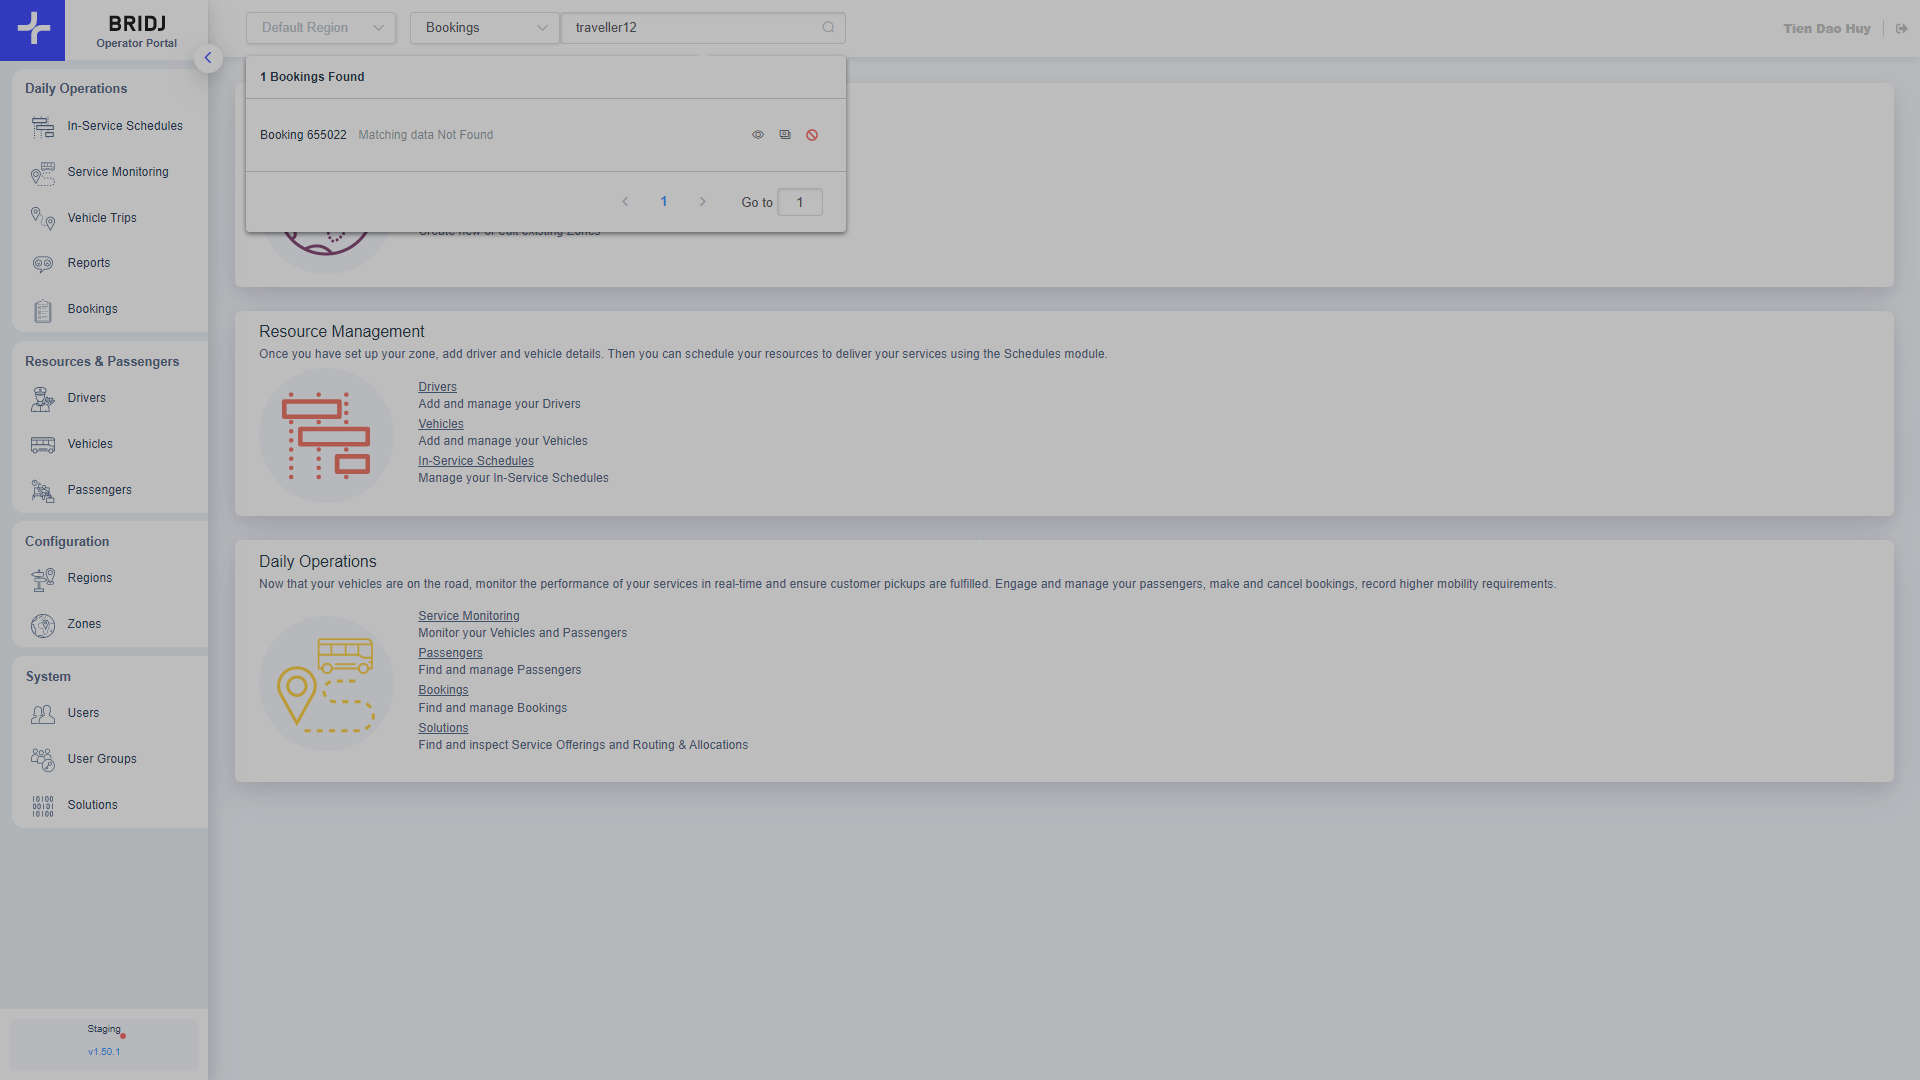 BRIDJ
Operator Portal
Default Region
Bookings
traveller12
Tien Dao Huy
1 Bookings Found
Booking 655022 Matching data Not Found
1
Go to 1
Create new or edit existing Zones
Daily Operations
In-Service Schedules
Service Monitoring
Vehicle Trips
Reports
Bookings
Resources & Passengers
Drivers
Vehicles
Passengers
Configuration
Regions
Zones
System
Users
User Groups
Solutions
Staging
v1.50.1
Resource Management
Once you have set up your zone, add driver and vehicle details. Then you can schedule your resources to deliver your services using the Schedules module.
Drivers
Add and manage your Drivers
Vehicles
Add and manage your Vehicles
In-Service Schedules
Manage your In-Service Schedules
Daily Operations
Now that your vehicles are on the road, monitor the performance of your services in real-time and ensure customer pickups are fulfilled. Engage and manage your passengers, make and cancel bookings, record higher mobility requirements.
Service Monitoring
Monitor your Vehicles and Passengers
Passengers
Find and manage Passengers
Bookings
Find and manage Bookings
Solutions
Find and inspect Service Offerings and Routing & Allocations